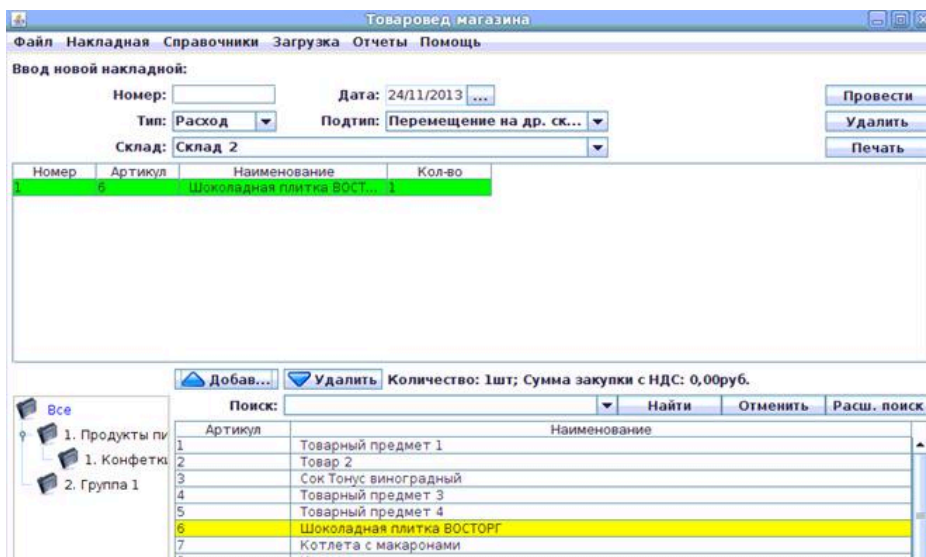 Товаровед магазина
Файл Накладная Справочники Загрузка Отчеты Помощь
Ввод новой накладной:
Номер: Дата: 24/11/2013 ... Провести
Тип: Расход Подтип: Перемещение на др. ск... Удалить
Склад: Склад 2 Печать
Номер Артикул Наименование Кол-во
1 6 Шоколадная плитка ВОСТ... 1
Добав... Удалить Количество: 1шт; Сумма закупки с НДС: 0,00руб.
Все Поиск: Найти Отменить Расш. поиск
Артикул Наименование
1. Продукты пи
1 Товарный предмет 1
1. Конфетки
2 Товар 2
3 Сок Тонус виноградный
2. Группа 1
4 Товарный предмет 3
5 Товарный предмет 4
6 Шоколадная плитка ВОСТОРГ
7 Котлета с макаронами